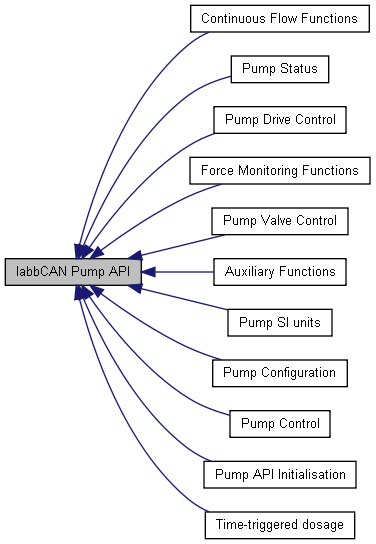 Continuous Flow Functions
Pump Status
Pump Drive Control
Force Monitoring Functions
Pump Valve Control
labbCAN Pump API
Auxiliary Functions
Pump SI units
Pump Configuration
Pump Control
Pump API Initialisation
Time-triggered dosage